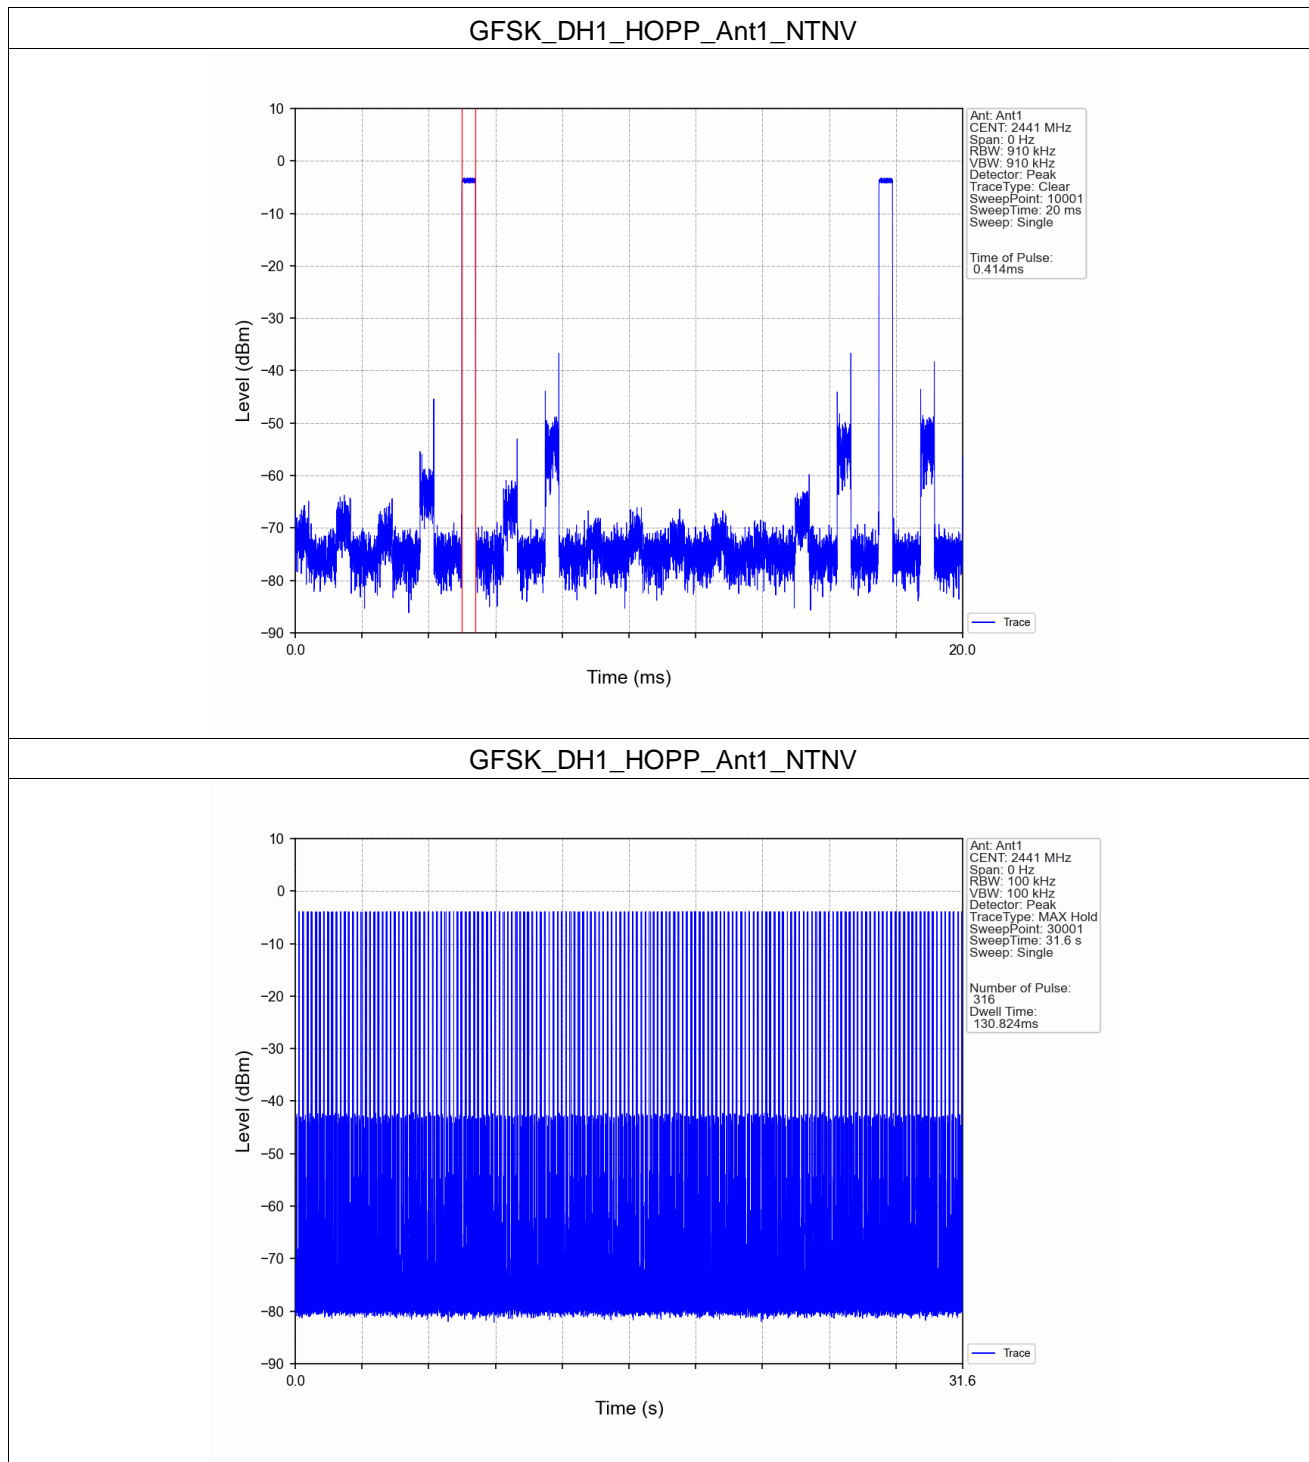 GFSK_DH1_HOPP_Ant1_NTNV
10
0
−10
−20
−30
−40
−50
−60
−70
−80
−90
Level (dBm)
0.0
20.0
Time (ms)
Ant: Ant1
CENT: 2441 MHz
Span: 0 Hz
RBW: 910 kHz
VBW: 910 kHz
Detector: Peak
TraceType: Clear
SweepPoint: 10001
SweepTime: 20 ms
Sweep: Single
Time of Pulse:
0.414ms
Trace
GFSK_DH1_HOPP_Ant1_NTNV
10
0
−10
−20
−30
−40
−50
−60
−70
−80
−90
Level (dBm)
0.0
31.6
Time (s)
Ant: Ant1
CENT: 2441 MHz
Span: 0 Hz
RBW: 100 kHz
VBW: 100 kHz
Detector: Peak
TraceType: MAX Hold
SweepPoint: 30001
SweepTime: 31.6 s
Sweep: Single
Number of Pulse:
316
Dwell Time:
130.824ms
Trace